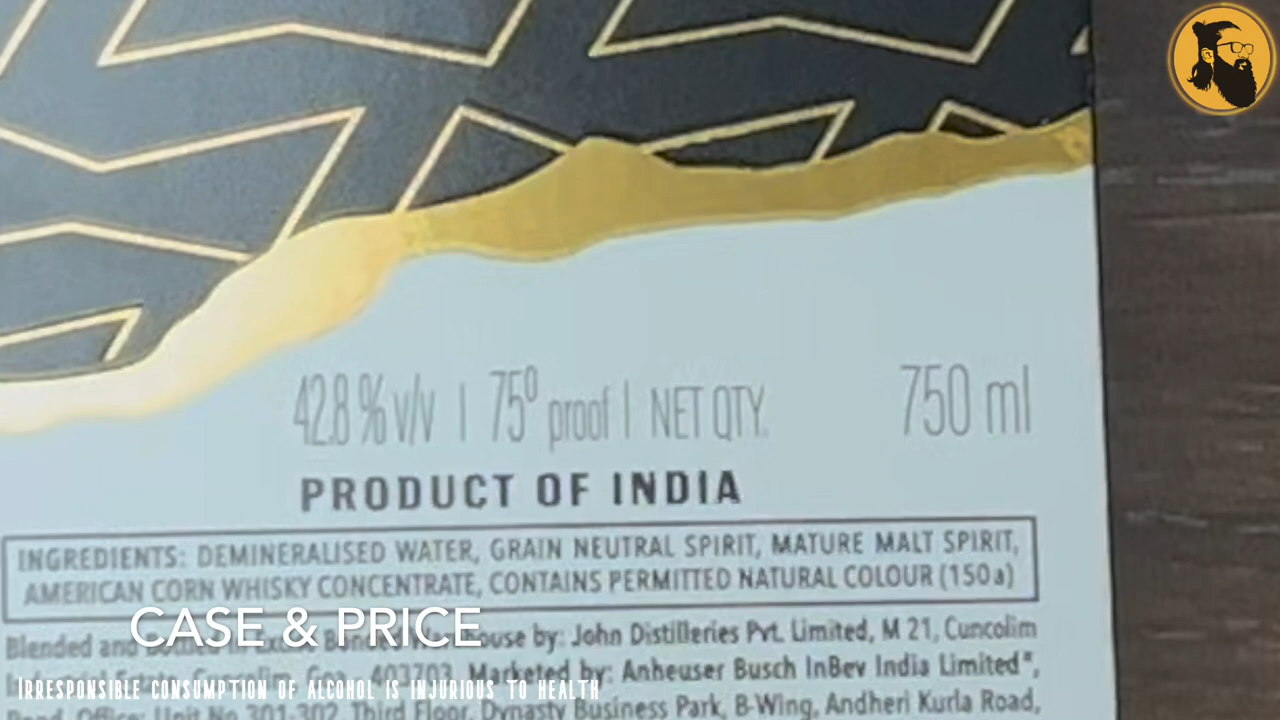 42.8 % v/v | 75⁰ proof | NET QTY. 750 ml
PRODUCT OF INDIA
INGREDIENTS: DEMINERALISED WATER, GRAIN NEUTRAL SPIRIT, MATURE MALT SPIRIT,
AMERICAN CORN WHISKY CONCENTRATE, CONTAINS PERMITTED NATURAL COLOUR (150a)
CASE & PRICE
Blended and by: John Distilleries Pvt. Limited, M 21, Cuncolim
403703. Marketed by: Anheuser Busch InBev India Limited*,
IRRESPONSIBLE CONSUMPTION OF ALCOHOL IS INJURIOUS TO HEALTH
Office: Unit No 301-302, Third Floor, Dynasty Business Park, B-Wing, Andheri Kurla Road,